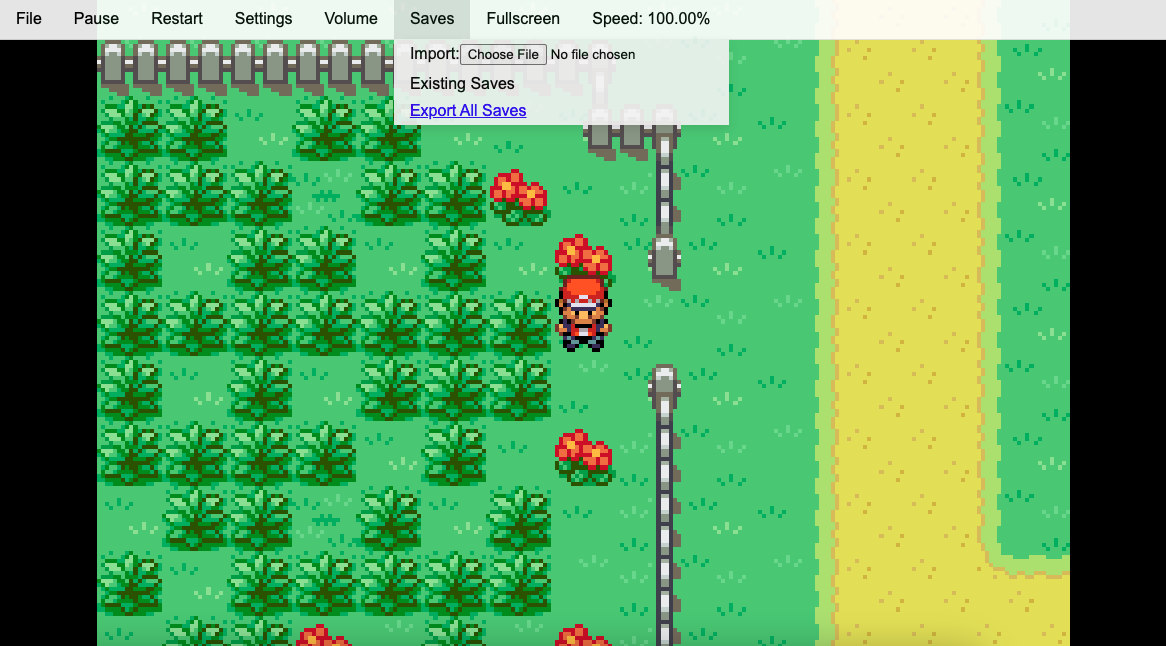 File Pause Restart Settings Volume Saves Fullscreen Speed: 100.00%
Import: Choose File No file chosen
Existing Saves
Export All Saves